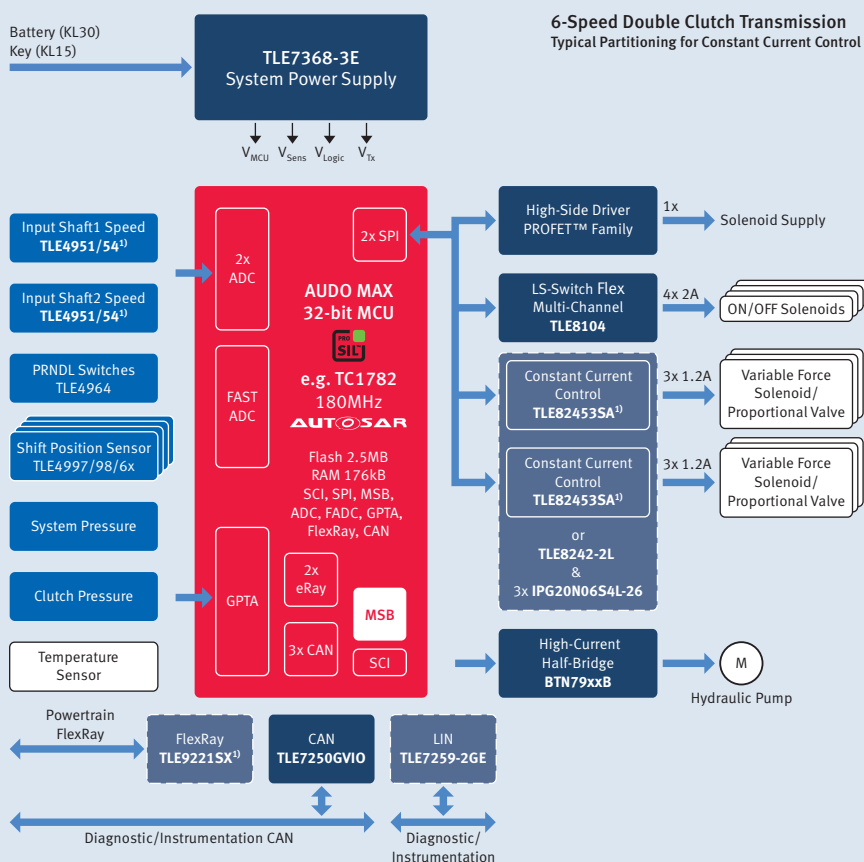 6-Speed Double Clutch Transmission
Typical Partitioning for Constant Current Control
Battery (KL30)
Key (KL15)
TLE7368-3E
System Power Supply
VMCU
VSens
VLogic
VTx
Input Shaft1 Speed
TLE4951/54¹⁾
Input Shaft2 Speed
TLE4951/54¹⁾
PRNDL Switches
TLE4964
Shift Position Sensor
TLE4997/98/6x
System Pressure
Clutch Pressure
Temperature
Sensor
2x
ADC
FAST
ADC
GPTA
2x SPI
AUDO MAX
32-bit MCU
PRO
SIL™
e.g. TC1782
180MHz
AUTOSAR
Flash 2.5MB
RAM 176kB
SCI, SPI, MSB,
ADC, FADC, GPTA,
FlexRay, CAN
2x
eRay
MSB
3x CAN
SCI
High-Side Driver
PROFET™ Family
1x
Solenoid Supply
LS-Switch Flex
Multi-Channel
TLE8104
4x 2A
ON/OFF Solenoids
Constant Current
Control
TLE82453SA¹⁾
3x 1.2A
Variable Force
Solenoid/
Proportional Valve
Constant Current
Control
TLE82453SA¹⁾
3x 1.2A
Variable Force
Solenoid/
Proportional Valve
or
TLE8242-2L
&
3x IPG20N06S4L-26
High-Current
Half-Bridge
BTN79xxB
M
Hydraulic Pump
Powertrain
FlexRay
FlexRay
TLE9221SX¹⁾
CAN
TLE7250GVIO
LIN
TLE7259-2GE
Diagnostic/Instrumentation CAN
Diagnostic/
Instrumentation